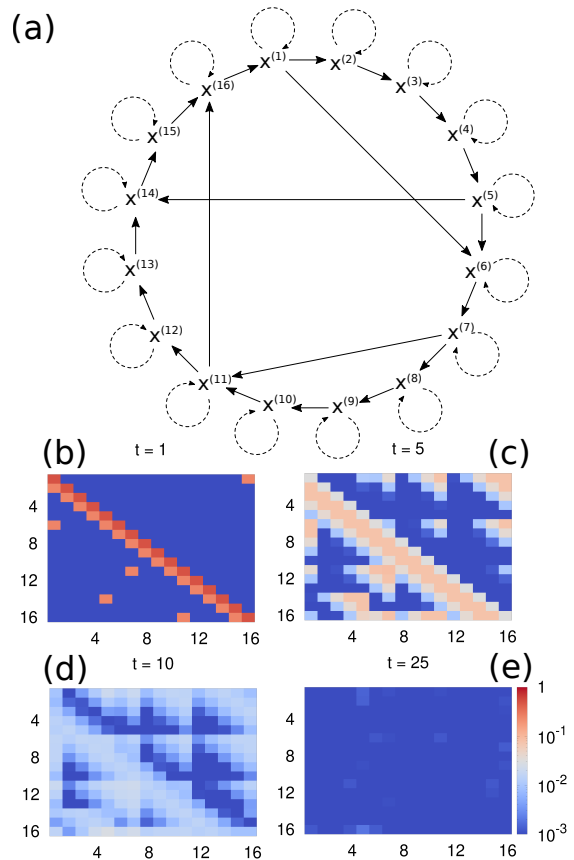 (a)
x(1)
x(2)
x(3)
x(4)
x(5)
x(6)
x(7)
x(8)
x(9)
x(10)
x(11)
x(12)
x(13)
x(14)
x(15)
x(16)
(b) t = 1
4
8
12
16
4 8 12 16
t = 5 (c)
4
8
12
16
4 8 12 16
(d) t = 10
4
8
12
16
4 8 12 16
t = 25 (e)
4
8
12
16
4 8 12 16
1
10-1
10-2
10-3